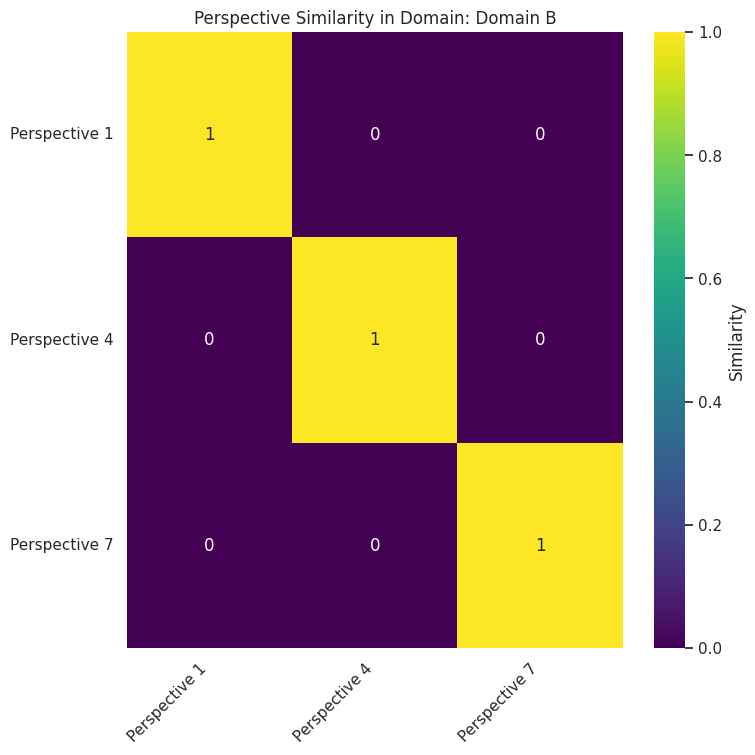 Perspective Similarity in Domain: Domain B
Perspective 1
1 0 0
Perspective 4
0 1 0
Perspective 7
0 0 1
Perspective 1
Perspective 4
Perspective 7
1.0
0.8
0.6
0.4
0.2
0.0
Similarity